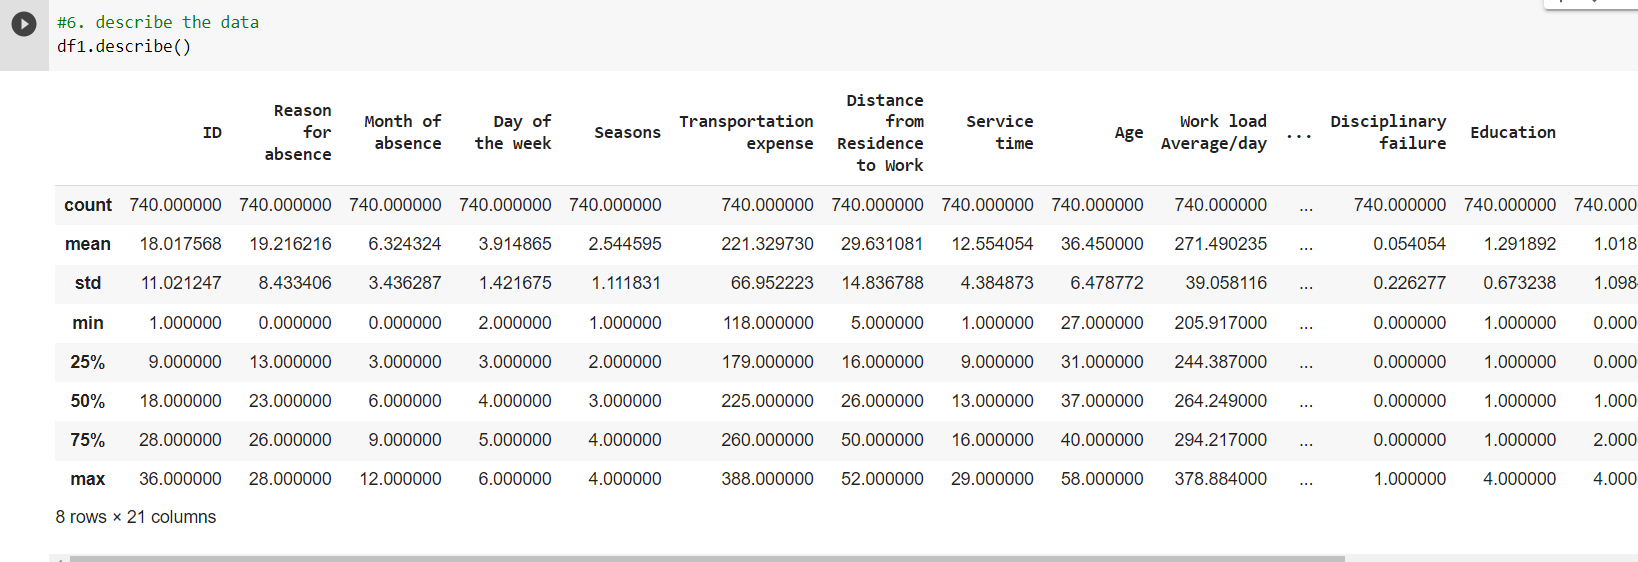 #6. describe the data
df1.describe()
ID Reason for absence Month of absence Day of the week Seasons Transportation expense Distance from Residence to Work Service time Age Work load Average/day ... Disciplinary failure Education
count 740.000000 740.000000 740.000000 740.000000 740.000000 740.000000 740.000000 740.000000 740.000000 740.000000 ... 740.000000 740.000000 740.000
mean 18.017568 19.216216 6.324324 3.914865 2.544595 221.329730 29.631081 12.554054 36.450000 271.490235 ... 0.054054 1.291892 1.018
std 11.021247 8.433406 3.436287 1.421675 1.111831 66.952223 14.836788 4.384873 6.478772 39.058116 ... 0.226277 0.673238 1.098
min 1.000000 0.000000 0.000000 2.000000 1.000000 118.000000 5.000000 1.000000 27.000000 205.917000 ... 0.000000 1.000000 0.000
25% 9.000000 13.000000 3.000000 3.000000 2.000000 179.000000 16.000000 9.000000 31.000000 244.387000 ... 0.000000 1.000000 0.000
50% 18.000000 23.000000 6.000000 4.000000 3.000000 225.000000 26.000000 13.000000 37.000000 264.249000 ... 0.000000 1.000000 1.000
75% 28.000000 26.000000 9.000000 5.000000 4.000000 260.000000 50.000000 16.000000 40.000000 294.217000 ... 0.000000 1.000000 2.000
max 36.000000 28.000000 12.000000 6.000000 4.000000 388.000000 52.000000 29.000000 58.000000 378.884000 ... 1.000000 4.000000 4.000
8 rows × 21 columns